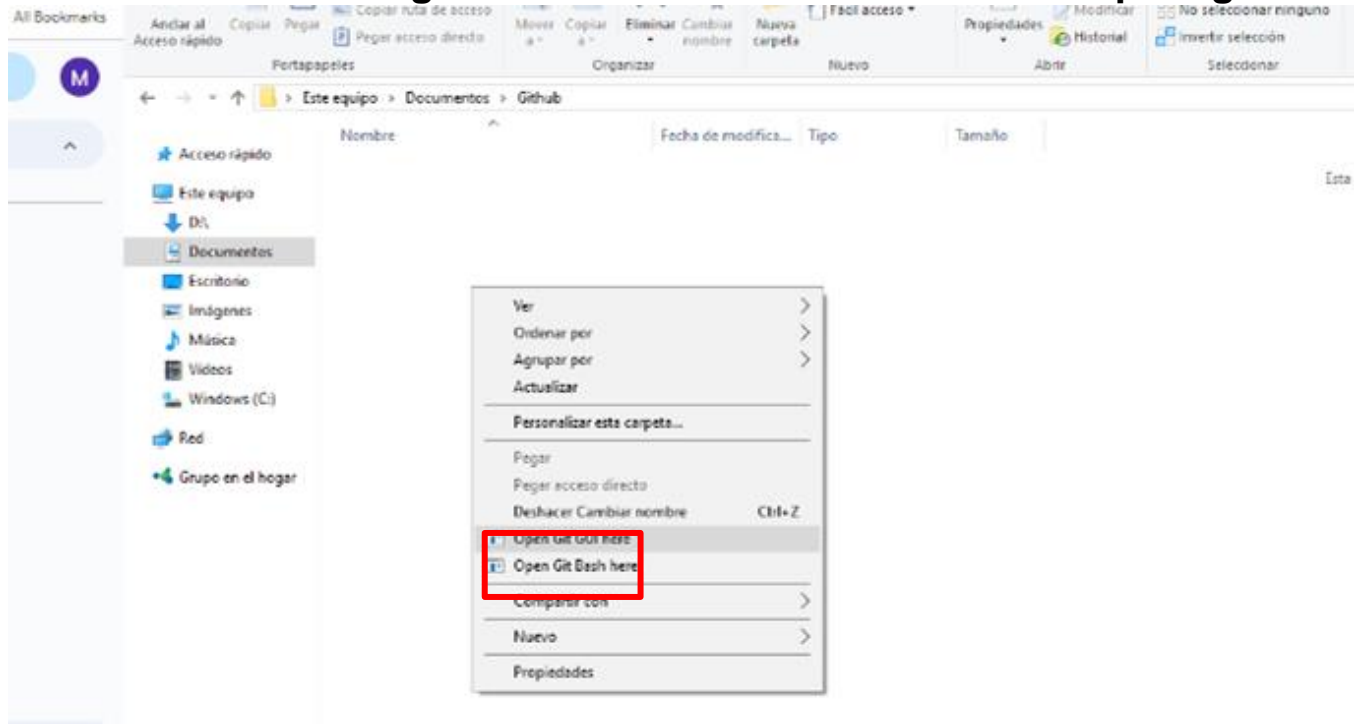 All Bookmarks
Anclar al
Acceso rápido
Copiar
Pegar
Copiar ruta de acceso
Pegar acceso directo
Portapapeles
Mover
a
Copiar
a
Eliminar
Cambiar
nombre
Organizar
Nueva
carpeta
Fácil acceso
Nuevo
Propiedades
Modificar
Historial
Abrir
No seleccionar ninguno
Invertir selección
Seleccionar
M
Este equipo > Documentos > Github
Nombre
Fecha de modifica...
Tipo
Tamaño
Esta
Acceso rápido
Este equipo
D:\
Documentos
Escritorio
Imágenes
Música
Vídeos
Windows (C:)
Red
Grupo en el hogar
Ver
Ordenar por
Agrupar por
Actualizar
Personalizar esta carpeta...
Pegar
Pegar acceso directo
Deshacer Cambiar nombre Ctrl+Z
Open Git GUI here
Open Git Bash here
Compartir con
Nuevo
Propiedades